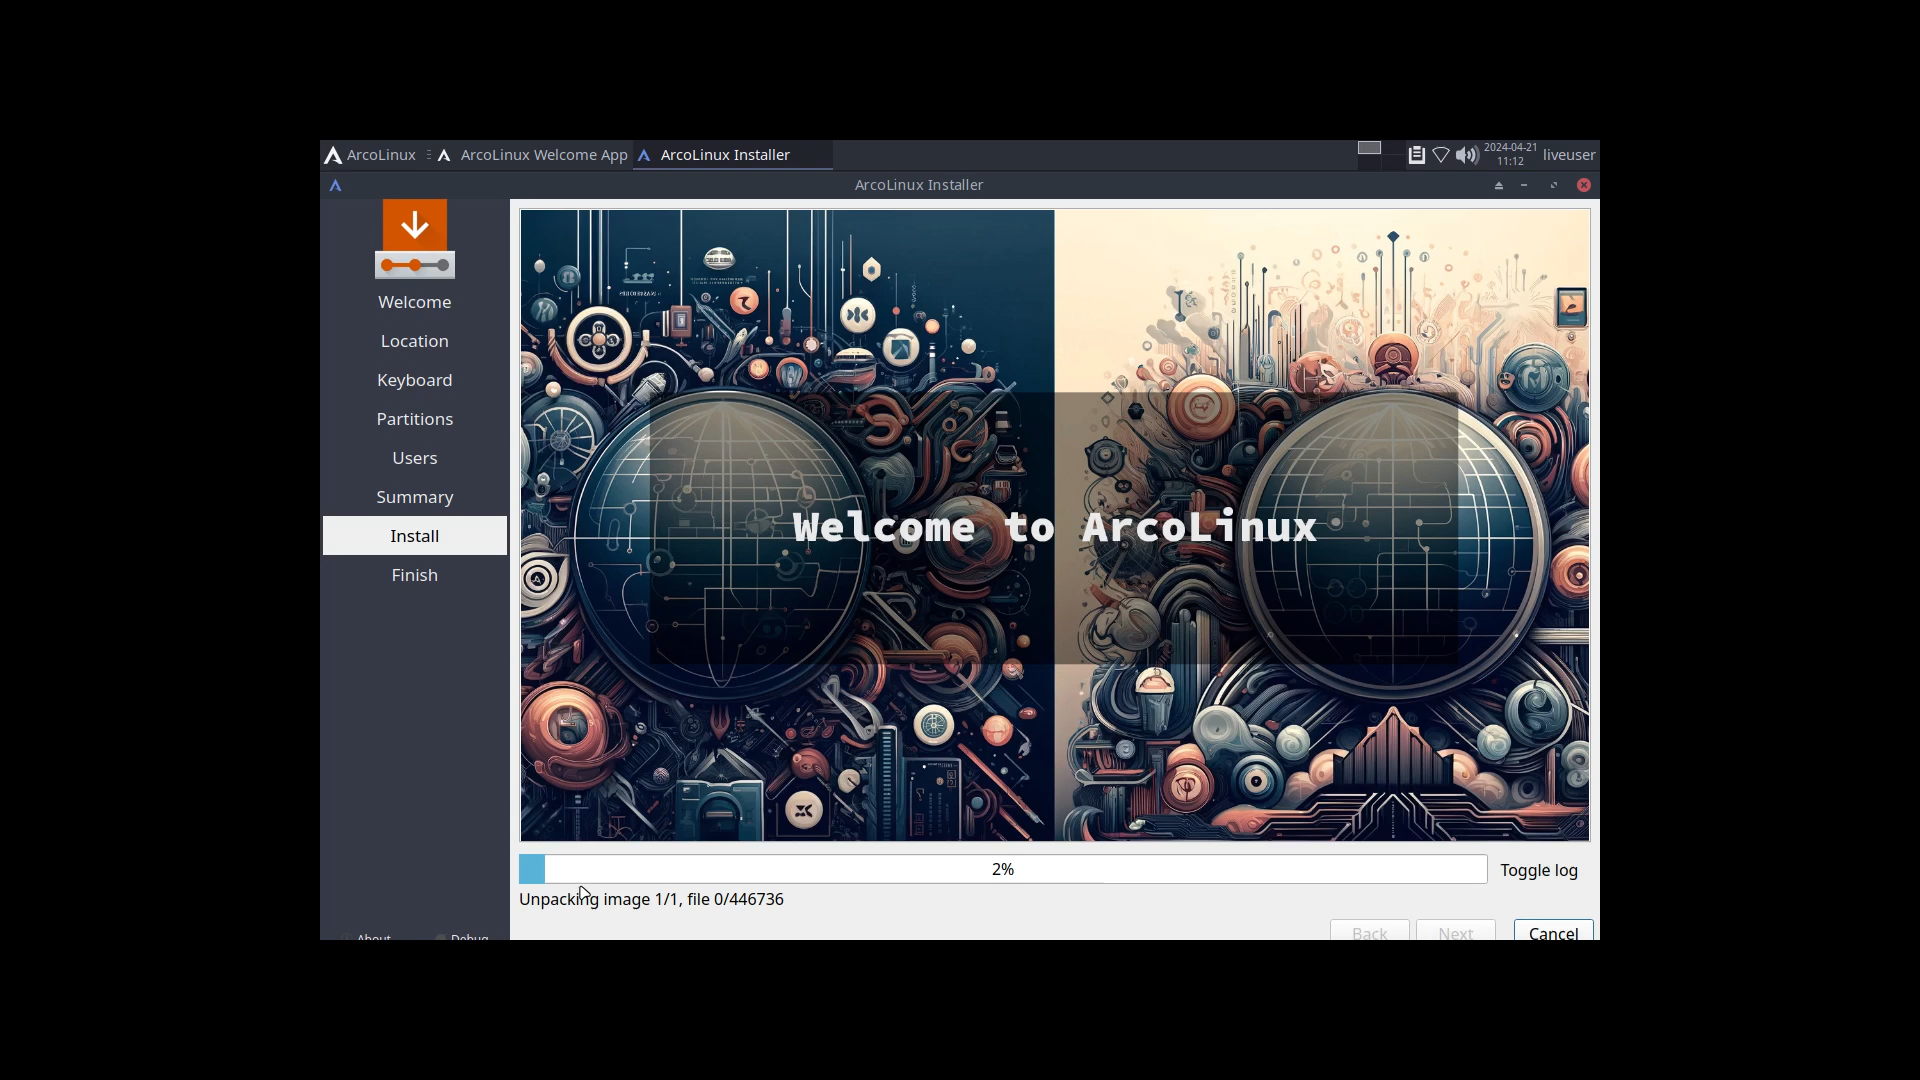 ArcoLinux
ArcoLinux Welcome App
ArcoLinux Installer
2024-04-21
11:12
liveuser
ArcoLinux Installer
Welcome
Location
Keyboard
Partitions
Users
Summary
Install
Finish
Welcome to ArcoLinux
2%
Toggle log
Unpacking image 1/1, file 0/446736
About
Debug
Back
Next
Cancel